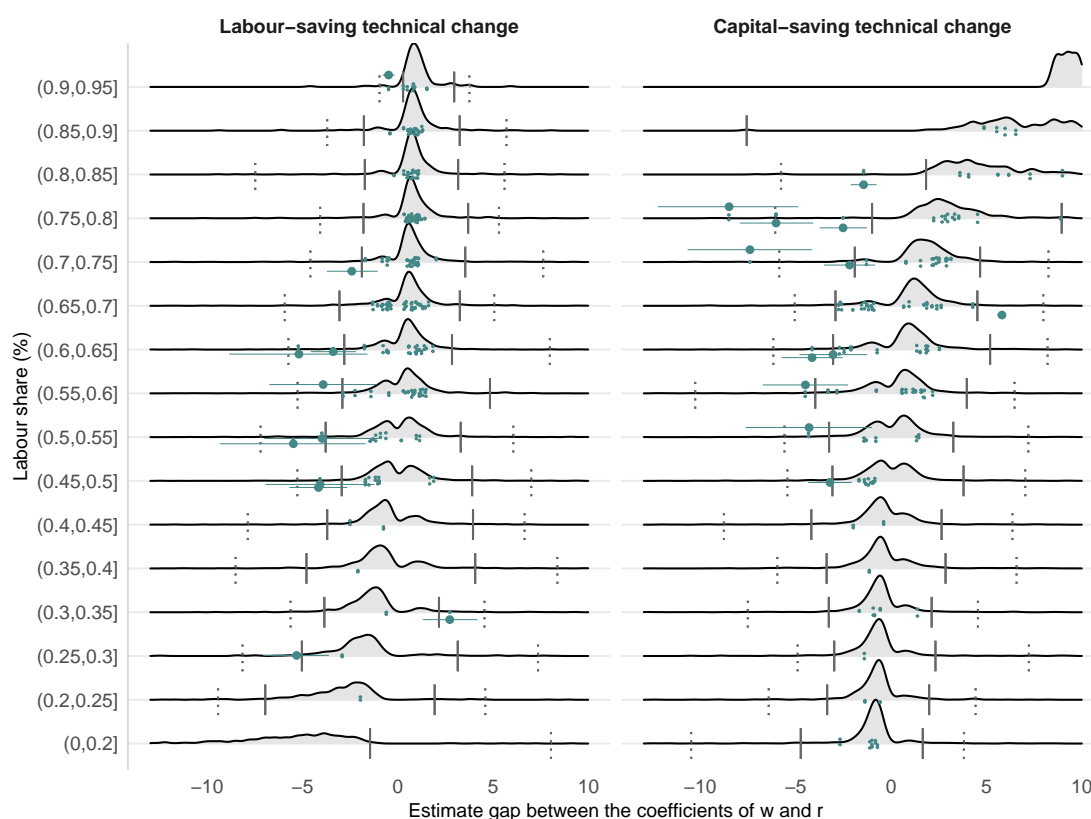 Labour−saving technical change
Capital−saving technical change
Labour share (%)
(0.9,0.95]
(0.85,0.9]
(0.8,0.85]
(0.75,0.8]
(0.7,0.75]
(0.65,0.7]
(0.6,0.65]
(0.55,0.6]
(0.5,0.55]
(0.45,0.5]
(0.4,0.45]
(0.35,0.4]
(0.3,0.35]
(0.25,0.3]
(0.2,0.25]
(0,0.2]
−10 −5 0 5 10
−10 −5 0 5 10
Estimate gap between the coefficients of w and r